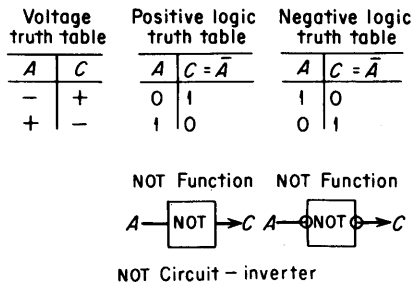 Voltage truth table
A C
− +
+ −
Positive logic truth table
A C = Ā
0 1
1 0
Negative logic truth table
A C = Ā
1 0
0 1
NOT Function
A NOT C
NOT Function
A NOT C
NOT Circuit – inverter